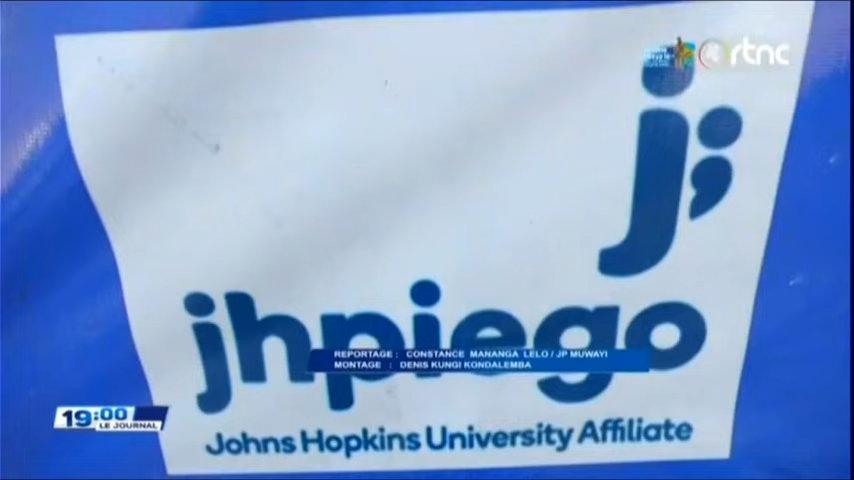 rtnc
j;
jhpiego
REPORTAGE : CONSTANCE MANANGA LELO / JP MUWAYI
MONTAGE : DENIS KUNGI KONDALEMBA
19:00
LE JOURNAL
Johns Hopkins University Affiliate